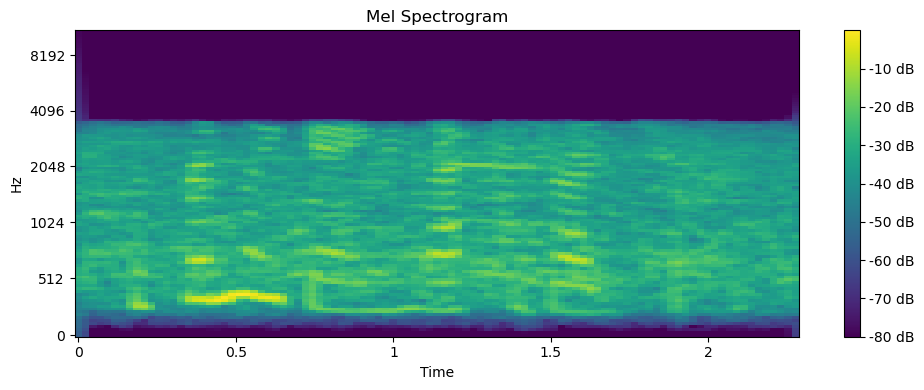 Mel Spectrogram
8192
4096
2048
1024
512
0
Hz
0
0.5
1
1.5
2
Time
-10 dB
-20 dB
-30 dB
-40 dB
-50 dB
-60 dB
-70 dB
-80 dB